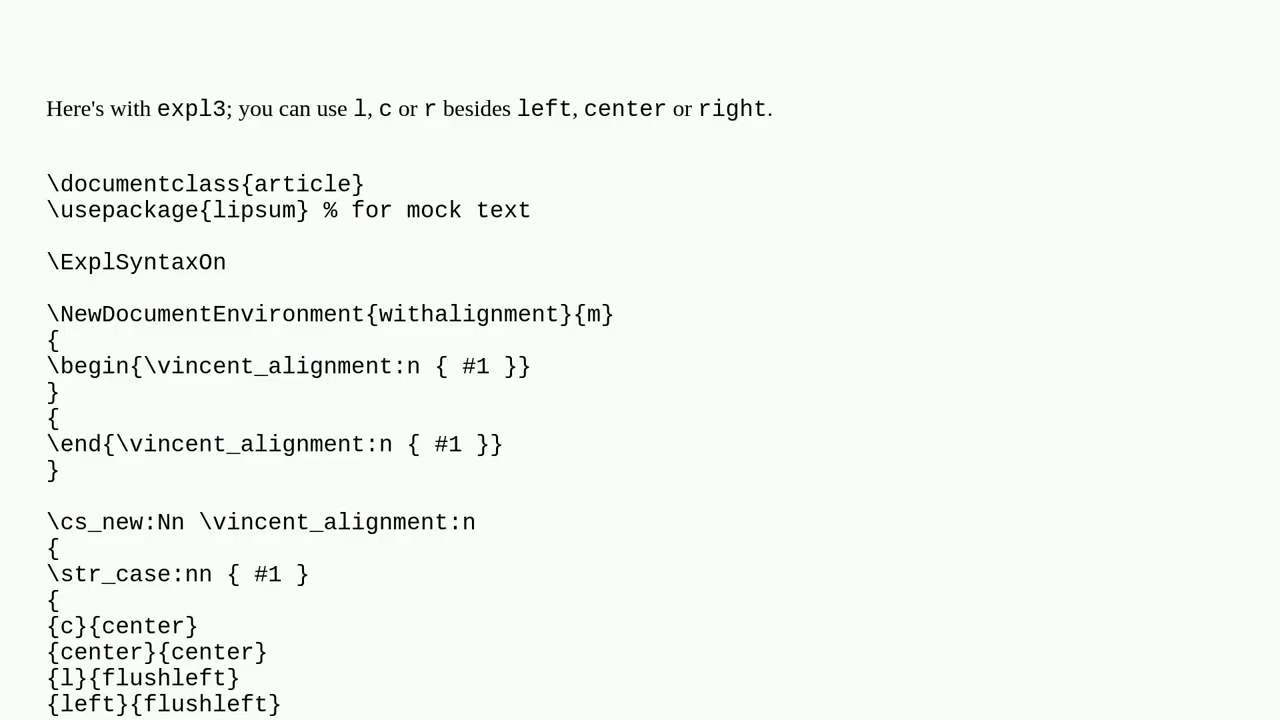 Here's with expl3; you can use l, c or r besides left, center or right.
\documentclass{article}
\usepackage{lipsum} % for mock text
\ExplSyntaxOn
\NewDocumentEnvironment{withalignment}{m}
{
\begin{\vincent_alignment:n { #1 }}
}
{
\end{\vincent_alignment:n { #1 }}
}
\cs_new:Nn \vincent_alignment:n
{
\str_case:nn { #1 }
{
{c}{center}
{center}{center}
{l}{flushleft}
{left}{flushleft}